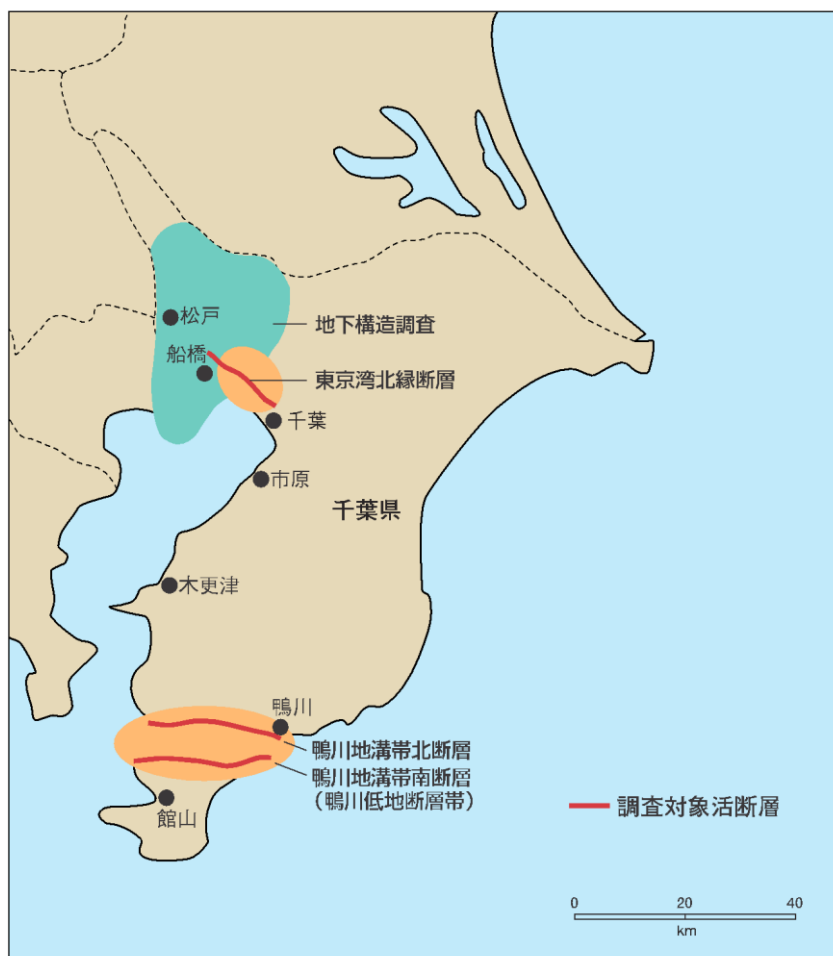 松戸
地下構造調査
船橋
東京湾北縁断層
千葉
市原
千葉県
木更津
鴨川
鴨川地溝帯北断層
鴨川地溝帯南断層
(鴨川低地断層帯)
館山
調査対象活断層
0 20 40
km